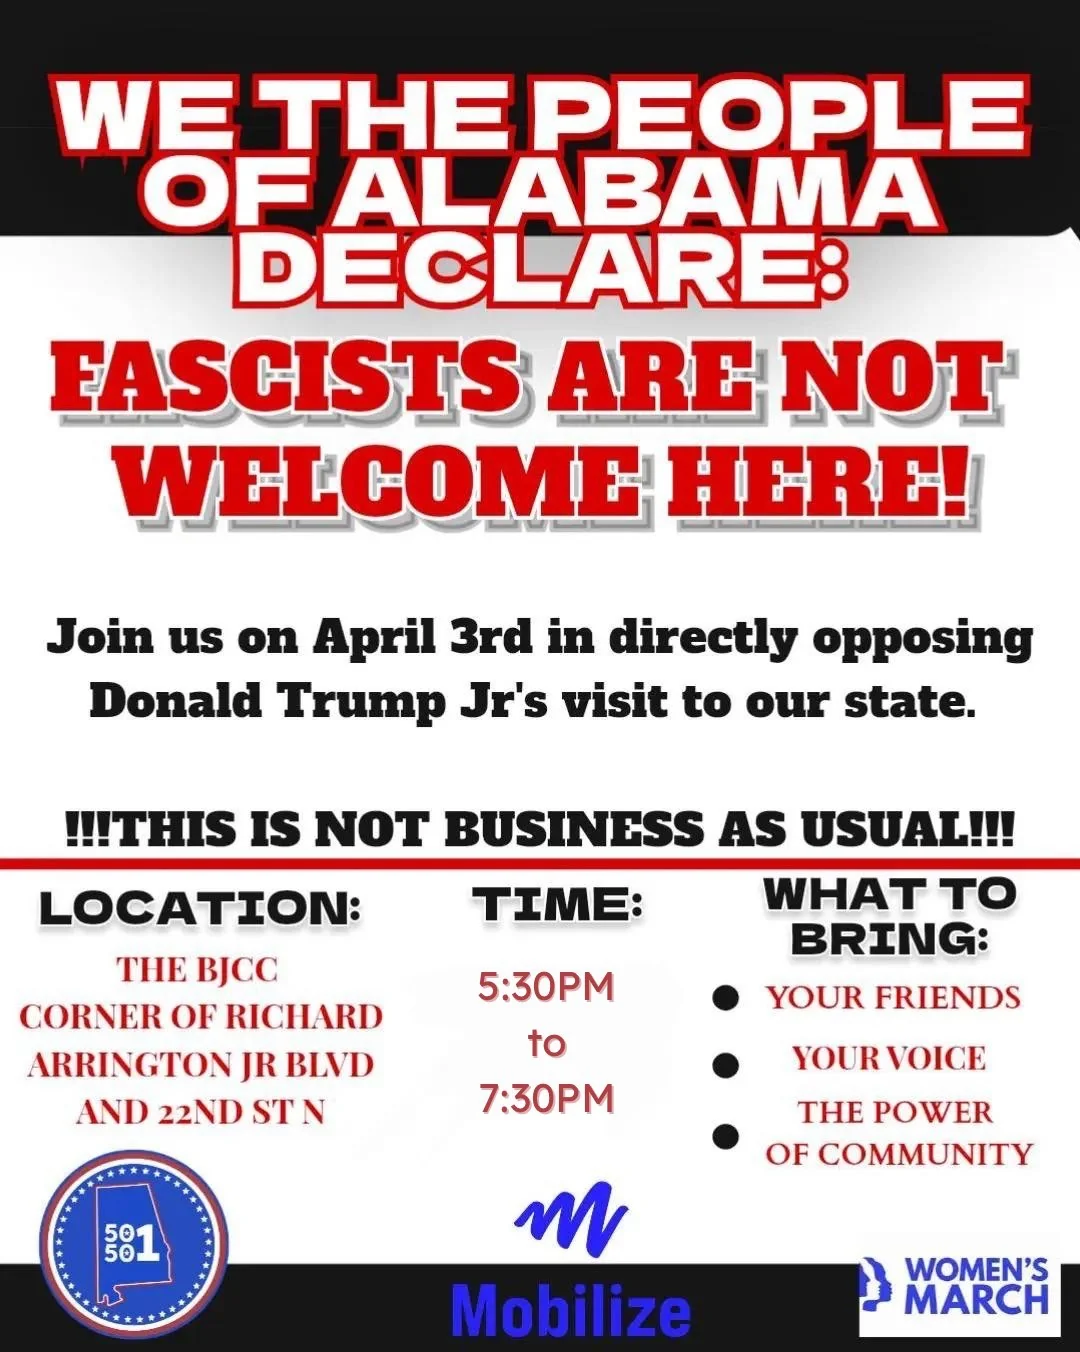 WE THE PEOPLE
OF ALABAMA
DECLARE:
FASCISTS ARE NOT
WELCOME HERE!
Join us on April 3rd in directly opposing
Donald Trump Jr's visit to our state.
!!!THIS IS NOT BUSINESS AS USUAL!!!
LOCATION:
THE BJCC
CORNER OF RICHARD
ARRINGTON JR BLVD
AND 22ND ST N
TIME:
5:30PM
to
7:30PM
WHAT TO
BRING:
YOUR FRIENDS
YOUR VOICE
THE POWER
OF COMMUNITY
50
501
Mobilize
WOMEN'S
MARCH